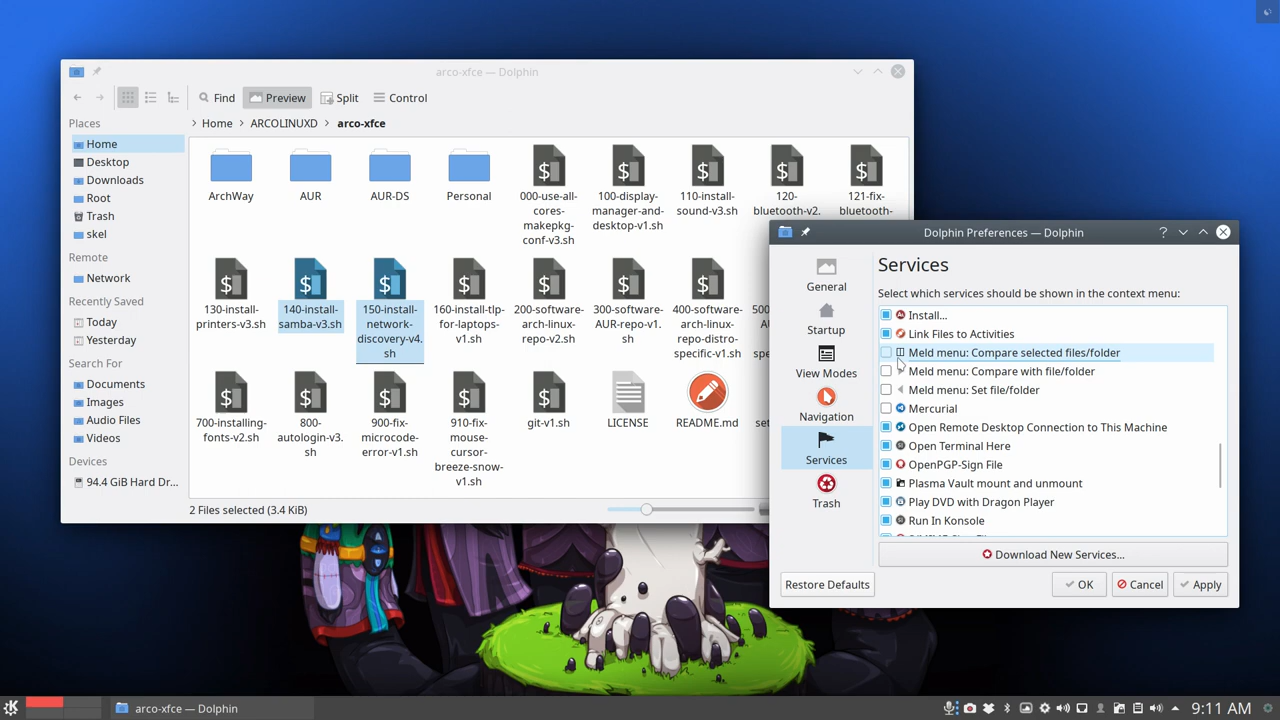 arco-xfce — Dolphin
Find Preview Split Control
Places
Home
Desktop
Downloads
Root
Trash
skel
Remote
Network
Recently Saved
Today
Yesterday
Search For
Documents
Images
Audio Files
Videos
Devices
94.4 GiB Hard Dr...
Home ARCOLINUXD arco-xfce
ArchWay
AUR
AUR-DS
Personal
000-use-all-
cores-
makepkg-
conf-v3.sh
100-display-
manager-and-
desktop-v1.sh
110-install-
sound-v3.sh
120-
bluetooth-v2.
121-fix-
bluetooth-
130-install-
printers-v3.sh
140-install-
samba-v3.sh
150-install-
network-
discovery-v4.
sh
160-install-tlp-
for-laptops-
v1.sh
200-software-
arch-linux-
repo-v2.sh
300-software-
AUR-repo-v1.
sh
400-software-
arch-linux-
repo-distro-
specific-v1.sh
700-installing-
fonts-v2.sh
800-
autologin-v3.
sh
900-fix-
microcode-
error-v1.sh
910-fix-
mouse-
cursor-
breeze-snow-
v1.sh
git-v1.sh
LICENSE
README.md
2 Files selected (3.4 KiB)
Dolphin Preferences — Dolphin
General
Startup
View Modes
Navigation
Services
Trash
Services
Select which services should be shown in the context menu:
Install...
Link Files to Activities
Meld menu: Compare selected files/folder
Meld menu: Compare with file/folder
Meld menu: Set file/folder
Mercurial
Open Remote Desktop Connection to This Machine
Open Terminal Here
OpenPGP-Sign File
Plasma Vault mount and unmount
Play DVD with Dragon Player
Run In Konsole
Download New Services...
Restore Defaults OK Cancel Apply
arco-xfce — Dolphin
9:11 AM